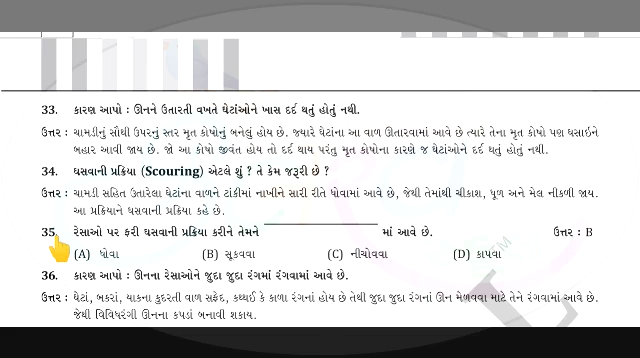 33. કારણ આપો : ઊનને ઉતારતી વખતે ઘેટાંઓને ખાસ દર્દ થતું હોતું નથી.
ઉત્તર : ચામડીનું સૌથી ઉપરનું સ્તર મૃત કોષોનું બનેલું હોય છે. જ્યારે ઘેટાંના આ વાળ ઊતારવામાં આવે છે ત્યારે તેના મૃત કોષો પણ ઘસાઇને
બહાર આવી જાય છે. જો આ કોષો જીવંત હોય તો દર્દ થાય પરંતુ મૃત કોષોના કારણે જ ઘેટાંઓને દર્દ થતું હોતું નથી.
34. ઘસવાની પ્રક્રિયા (Scouring) એટલે શું ? તે કેમ જરૂરી છે ?
ઉત્તર : ચામડી સહિત ઉતારેલા ઘેટાંના વાળને ટાંકીમાં નાખીને સારી રીતે ધોવામાં આવે છે, જેથી તેમાંથી ચીકાશ, ધૂળ અને મેલ નીકળી જાય.
આ પ્રક્રિયાને ઘસવાની પ્રક્રિયા કહે છે.
35. રેસાઓ પર ફરી ઘસવાની પ્રક્રિયા કરીને તેમને ____________ માં આવે છે. ઉત્તર : B
(A) ધોવા (B) સૂકવવા (C) નીચોવવા (D) કાપવા
36. કારણ આપો : ઊનના રેસાઓને જુદા જુદા રંગમાં રંગવામાં આવે છે.
ઉત્તર : ઘેટાં, બકરાં, યાકના કુદરતી વાળ સફેદ, કથ્થઈ કે કાળા રંગનાં હોય છે તેથી જુદા જુદા રંગનાં ઊન મેળવવા માટે તેને રંગવામાં આવે છે.
જેથી વિવિધરંગી ઊનના કપડાં બનાવી શકાય.
TM